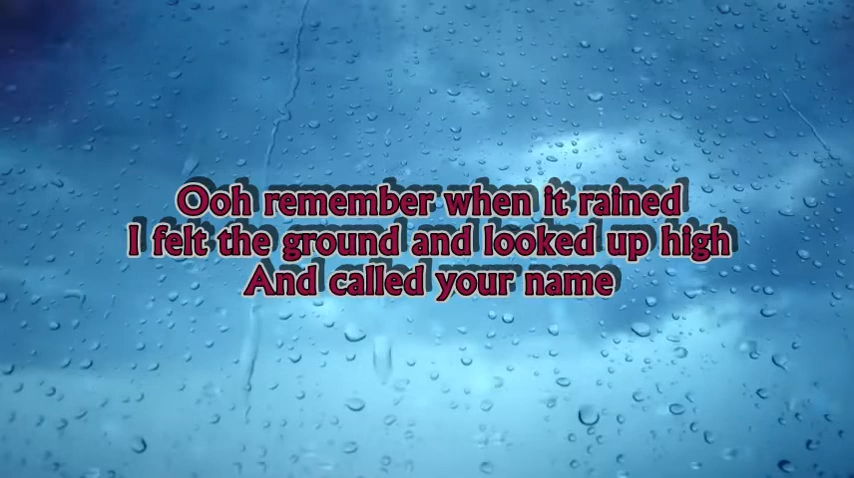 Ooh remember when it rained
I felt the ground and looked up high
And called your name